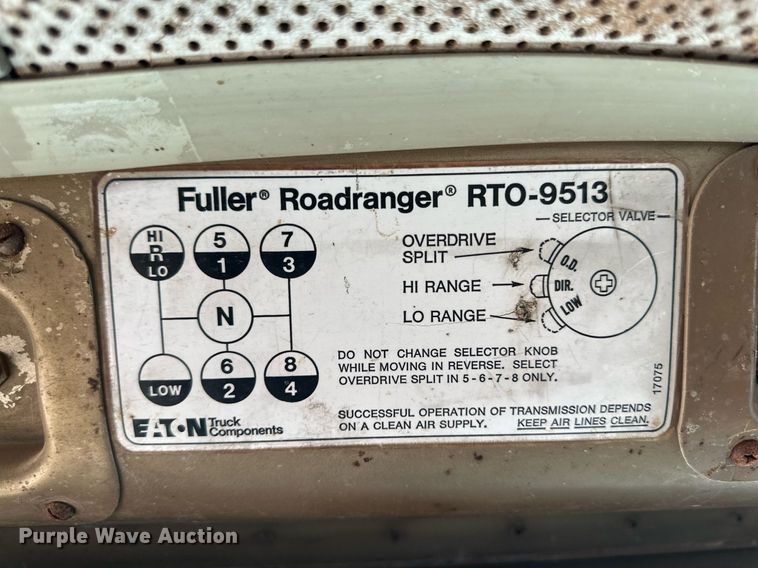 Fuller® Roadranger® RTO-9513
SELECTOR VALVE
HI
R
LO
5
1
7
3
N
LOW
6
2
8
4
OVERDRIVE
SPLIT
HI RANGE
LO RANGE
O.D.
DIR.
LOW
DO NOT CHANGE SELECTOR KNOB
WHILE MOVING IN REVERSE. SELECT
OVERDRIVE SPLIT IN 5-6-7-8 ONLY.
17075
EATON Truck
Components
SUCCESSFUL OPERATION OF TRANSMISSION DEPENDS
ON A CLEAN AIR SUPPLY. KEEP AIR LINES CLEAN.
Purple Wave Auction